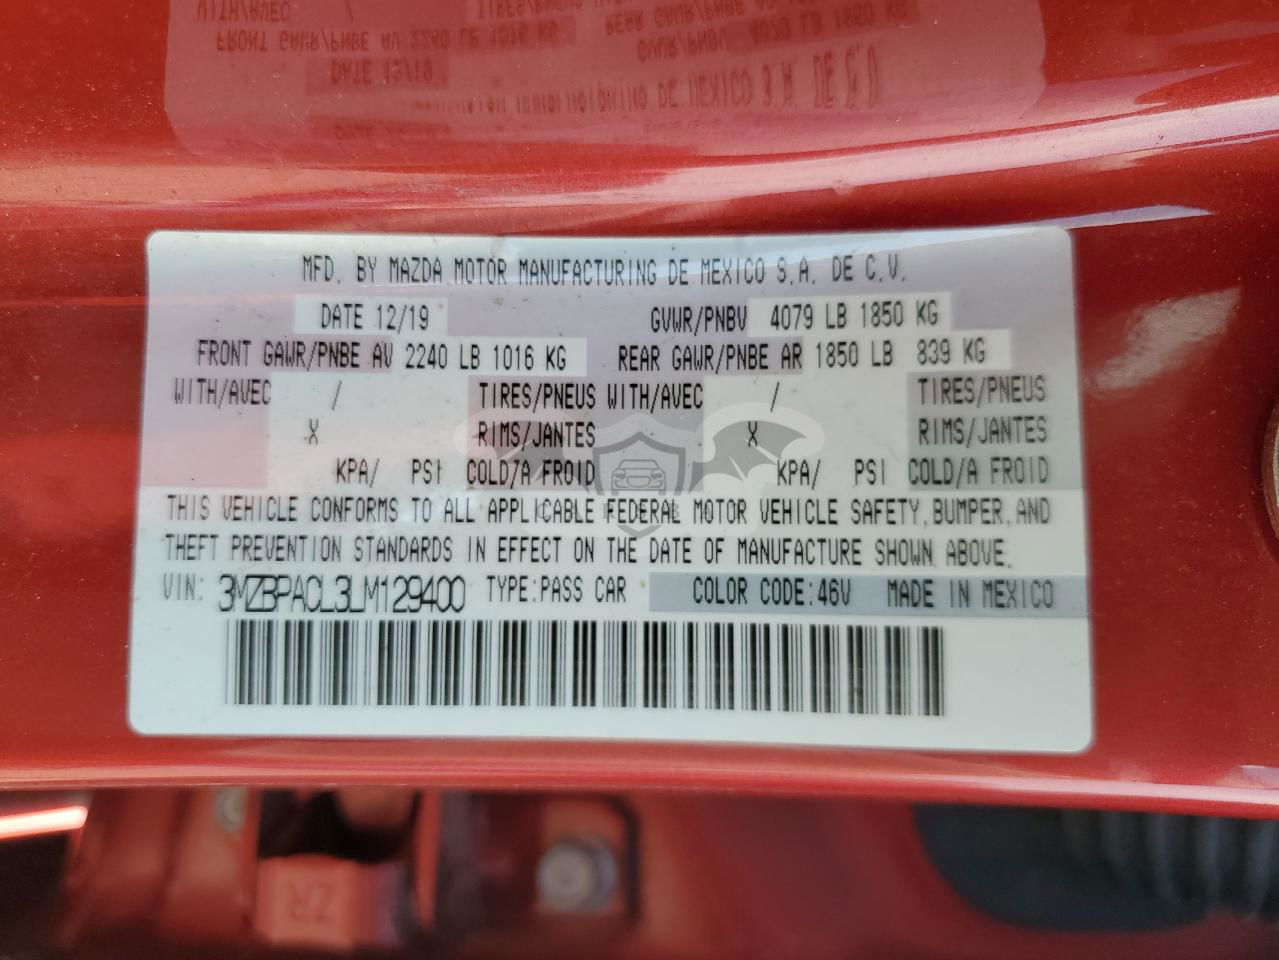 MFD. BY MAZDA MOTOR MANUFACTURING DE MEXICO S.A. DE C.V.
DATE 12/19 GVWR/PNBV 4079 LB 1850 KG
FRONT GAWR/PNBE AV 2240 LB 1016 KG REAR GAWR/PNBE AR 1850 LB 839 KG
WITH/AVEC / TIRES/PNEUS WITH/AVEC / TIRES/PNEUS
X RIMS/JANTES X RIMS/JANTES
KPA/ PSI COLD/A FROID KPA/ PSI COLD/A FROID
THIS VEHICLE CONFORMS TO ALL APPLICABLE FEDERAL MOTOR VEHICLE SAFETY, BUMPER, AND
THEFT PREVENTION STANDARDS IN EFFECT ON THE DATE OF MANUFACTURE SHOWN ABOVE.
VIN: 3MZBPACL3LM129400 TYPE:PASS CAR COLOR CODE:46V MADE IN MEXICO